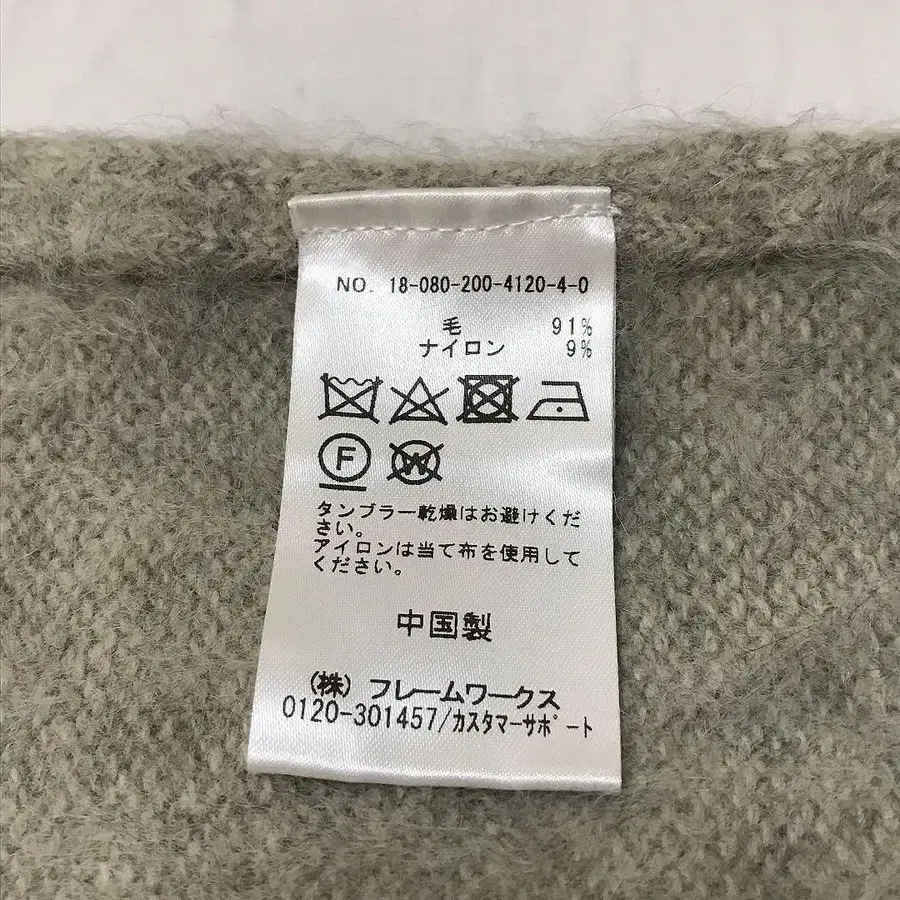 NO. 18-080-200-4120-4-0
毛 91%
ナイロン 9%
F
W
タンブラー乾燥はお避けくだ
さい。
アイロンは当て布を使用して
ください。
中国製
(株) フレームワークス
0120-301457/カスタマーサポート